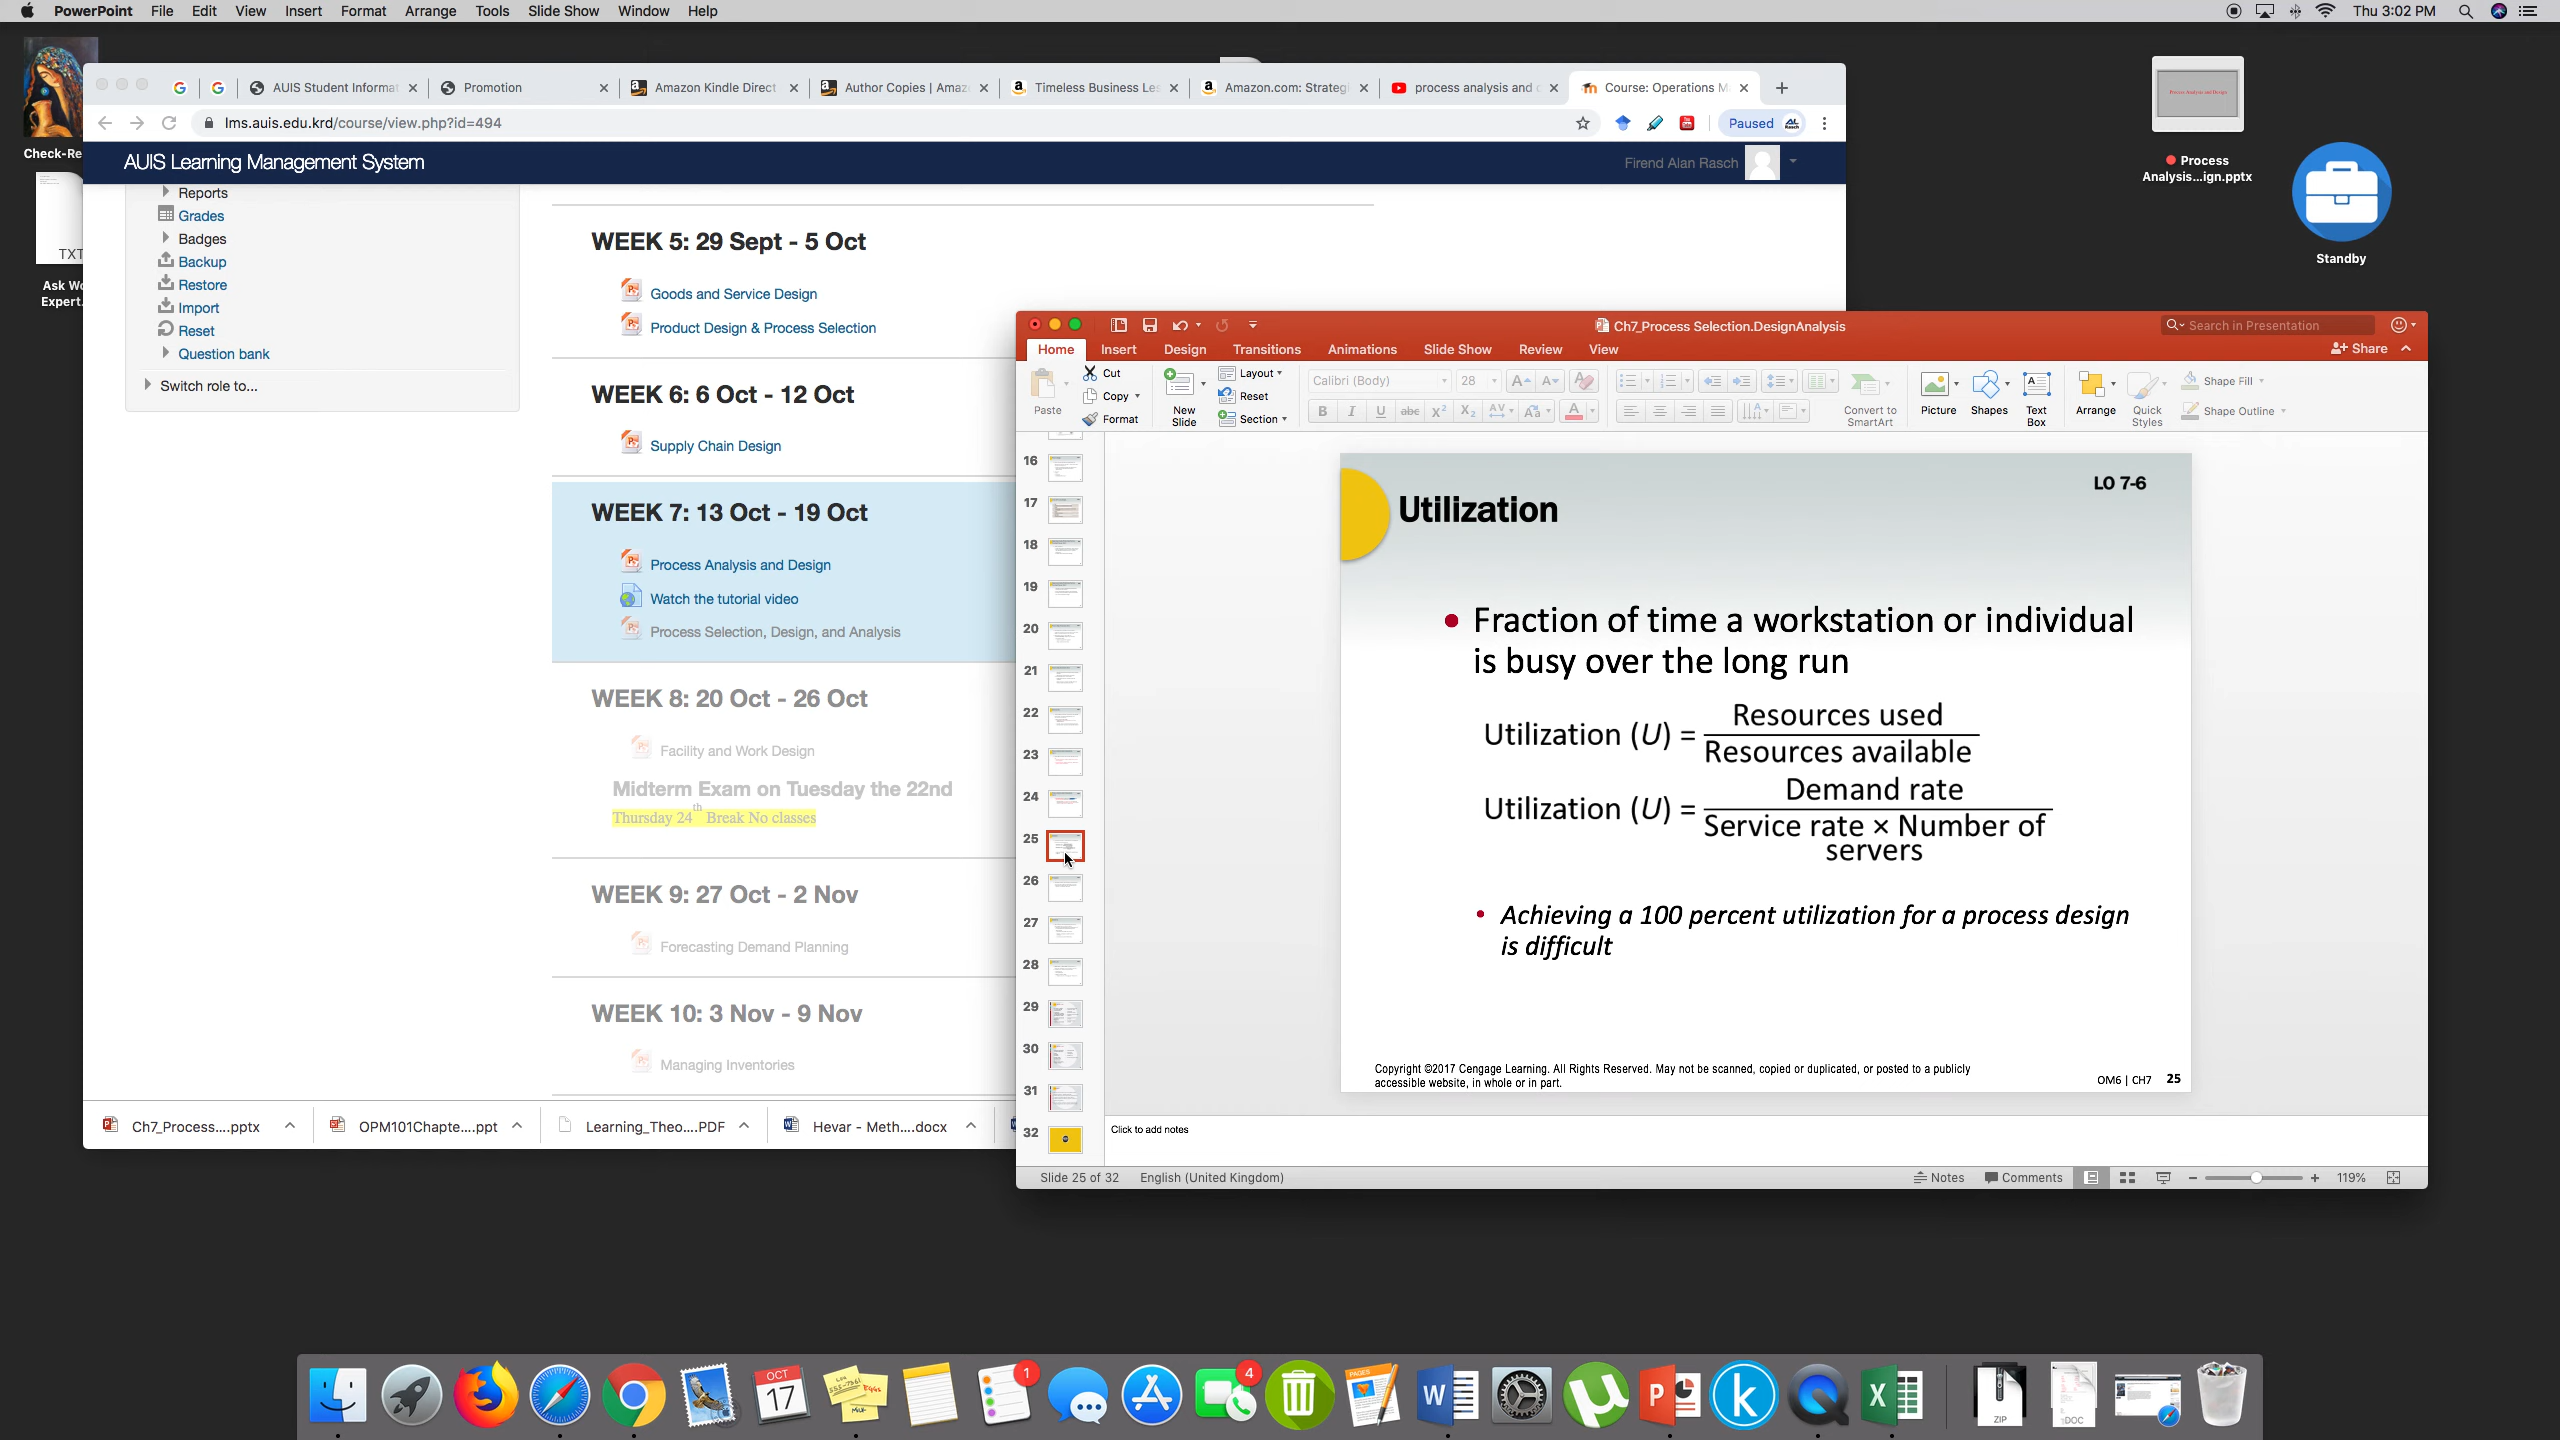 PowerPoint File Edit View Insert Format Arrange Tools Slide Show Window Help
Thu 3:02 PM
Check-Re
TXT
Ask Wo
Expert.
Process
Analysis...ign.pptx
Standby
AUIS Student Informat
Promotion
Amazon Kindle Direct
Author Copies | Amaz
Timeless Business Les
Amazon.com: Strateg
process analysis and
Course: Operations M
lms.auis.edu.krd/course/view.php?id=494
Paused
AUIS Learning Management System
Firend Alan Rasch
Reports
Grades
Badges
Backup
Restore
Import
Reset
Question bank
Switch role to...
WEEK 5: 29 Sept - 5 Oct
Goods and Service Design
Product Design & Process Selection
WEEK 6: 6 Oct - 12 Oct
Supply Chain Design
WEEK 7: 13 Oct - 19 Oct
Process Analysis and Design
Watch the tutorial video
Process Selection, Design, and Analysis
WEEK 8: 20 Oct - 26 Oct
Facility and Work Design
Midterm Exam on Tuesday the 22nd
Thursday 24th Break No classes
WEEK 9: 27 Oct - 2 Nov
Forecasting Demand Planning
WEEK 10: 3 Nov - 9 Nov
Managing Inventories
Ch7_Process....pptx
OPM101Chapte....ppt
Learning_Theo....PDF
Hevar - Meth....docx
Ch7_Process Selection.DesignAnalysis
Search in Presentation
Home Insert Design Transitions Animations Slide Show Review View
Share
Paste
Cut
Copy
Format
New
Slide
Layout
Reset
Section
Calibri (Body) 28
B I U abc X² X₂ AV Aa A
Convert to
SmartArt
Picture
Shapes
Text
Box
Arrange
Quick
Styles
Shape Fill
Shape Outline
16
17
18
19
20
21
22
23
24
25
26
27
28
29
30
31
32
LO 7-6
Utilization
• Fraction of time a workstation or individual
is busy over the long run
Utilization (U) = Resources used
Resources available
Utilization (U) = Demand rate
Service rate × Number of
servers
• Achieving a 100 percent utilization for a process design
is difficult
Copyright ©2017 Cengage Learning. All Rights Reserved. May not be scanned, copied or duplicated, or posted to a publicly
accessible website, in whole or in part.
OM6 | CH7 25
Click to add notes
Slide 25 of 32
English (United Kingdom)
Notes
Comments
119%
OCT
17
1
4
PAGES
ZIP
DOC